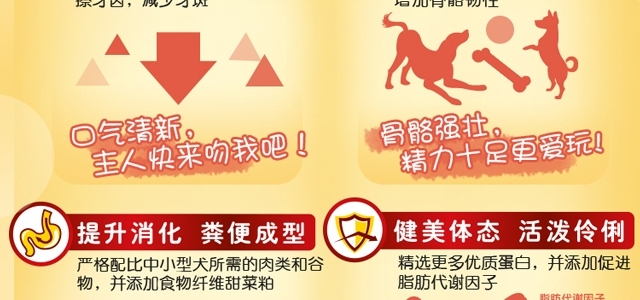 擦牙齿，减少牙斑
增加骨骼韧性
口气清新，
主人快来吻我吧！
骨骼强壮，
精力十足更爱玩!
提升消化 粪便成型
健美体态 活泼伶俐
严格配比中小型犬所需的肉类和谷
物，并添加食物纤维甜菜粕
精选更多优质蛋白，并添加促进
脂肪代谢因子
脂肪代谢因子